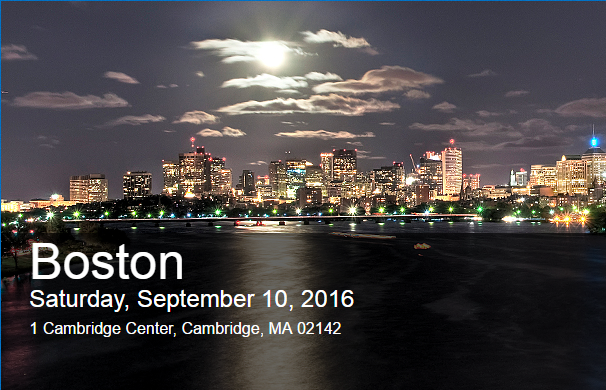 Boston
Saturday, September 10, 2016
1 Cambridge Center, Cambridge, MA 02142